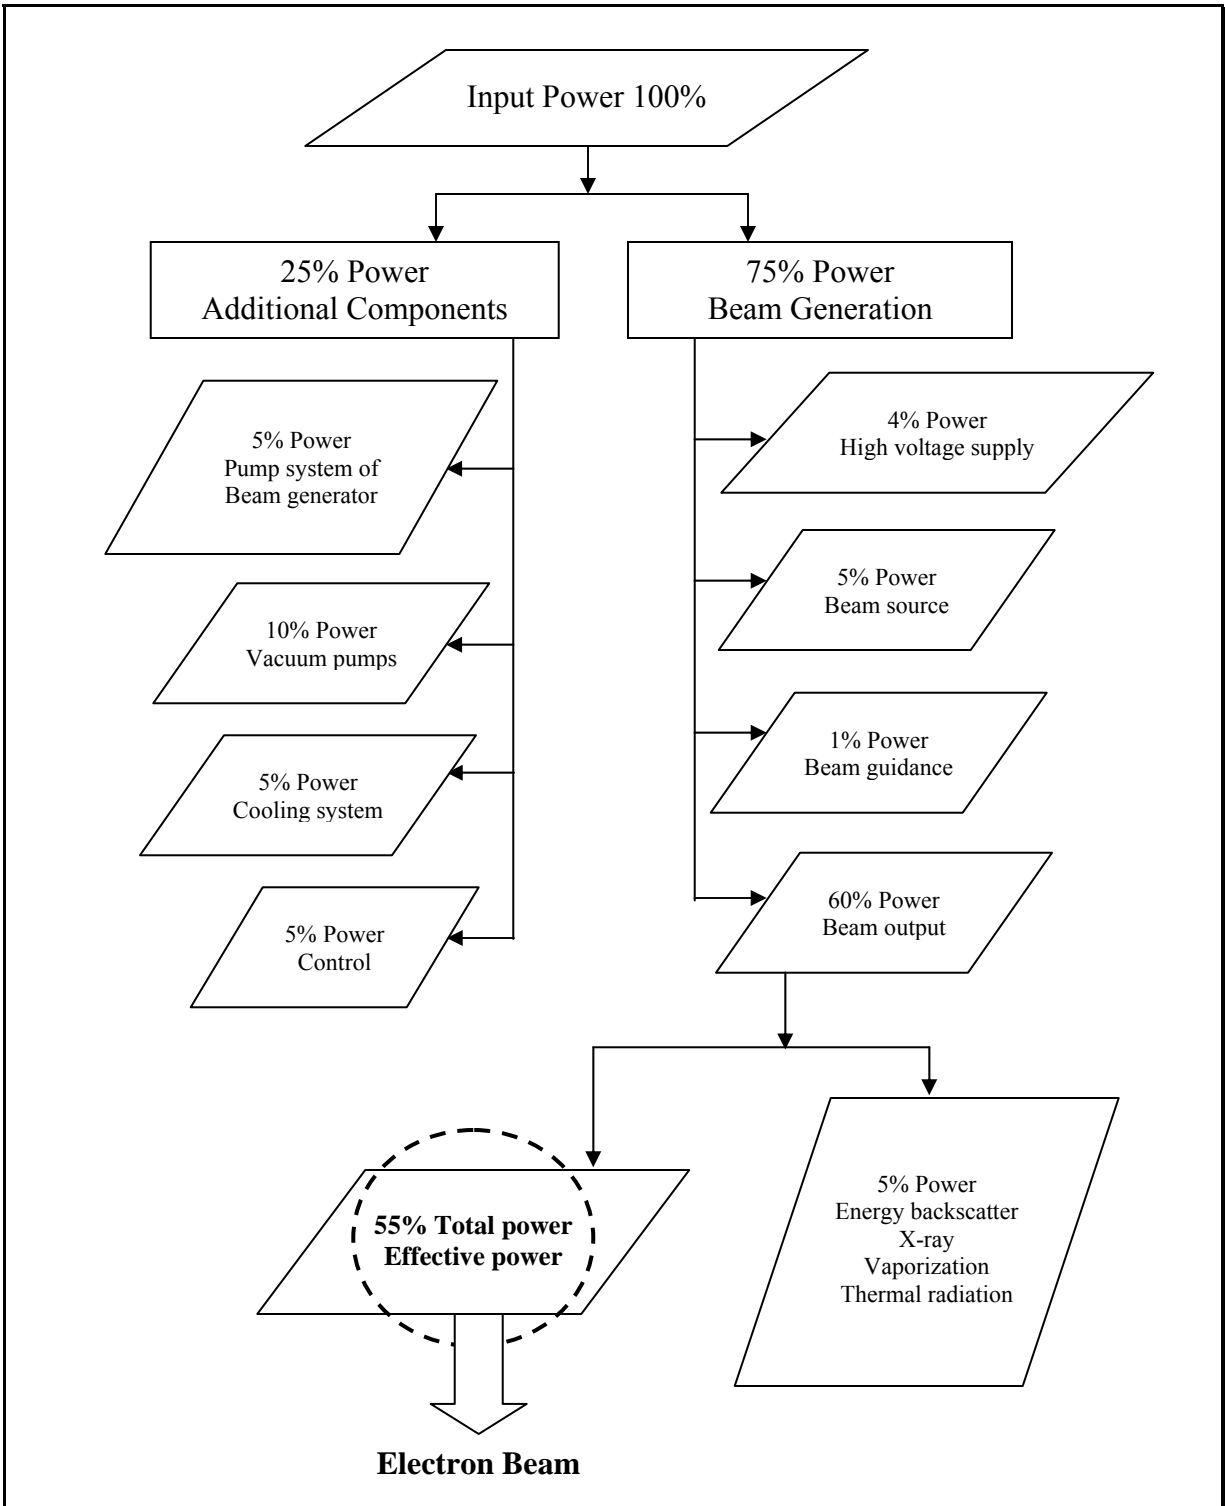 Input Power 100%
25% Power
Additional Components
75% Power
Beam Generation
5% Power
Pump system of
Beam generator
10% Power
Vacuum pumps
5% Power
Cooling system
5% Power
Control
4% Power
High voltage supply
5% Power
Beam source
1% Power
Beam guidance
60% Power
Beam output
55% Total power
Effective power
5% Power
Energy backscatter
X-ray
Vaporization
Thermal radiation
Electron Beam